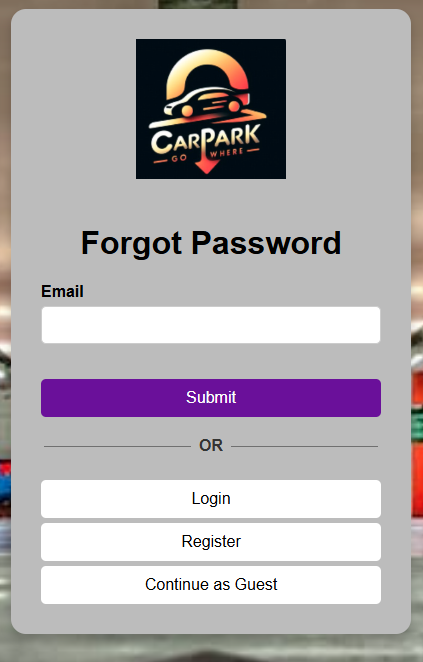 CARPARK
GO WHERE
Forgot Password
Email
Submit
OR
Login
Register
Continue as Guest